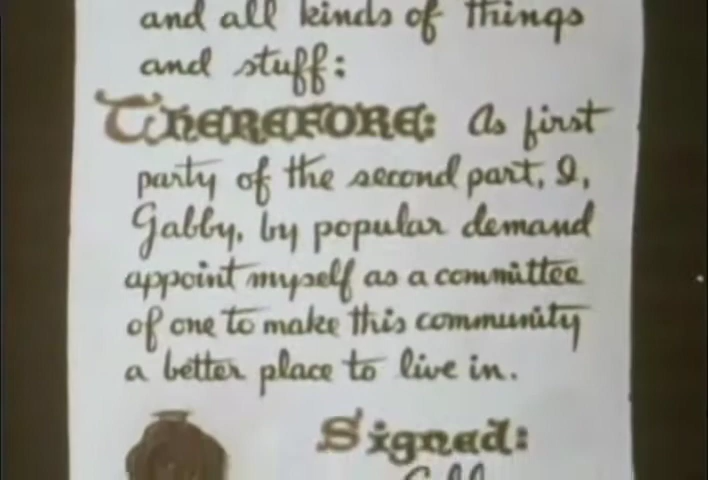 and all kinds of things
and stuff:
Therefore: As first
party of the second part, I,
Gabby, by popular demand
appoint myself as a committee
of one to make this community
a better place to live in.
Signed: